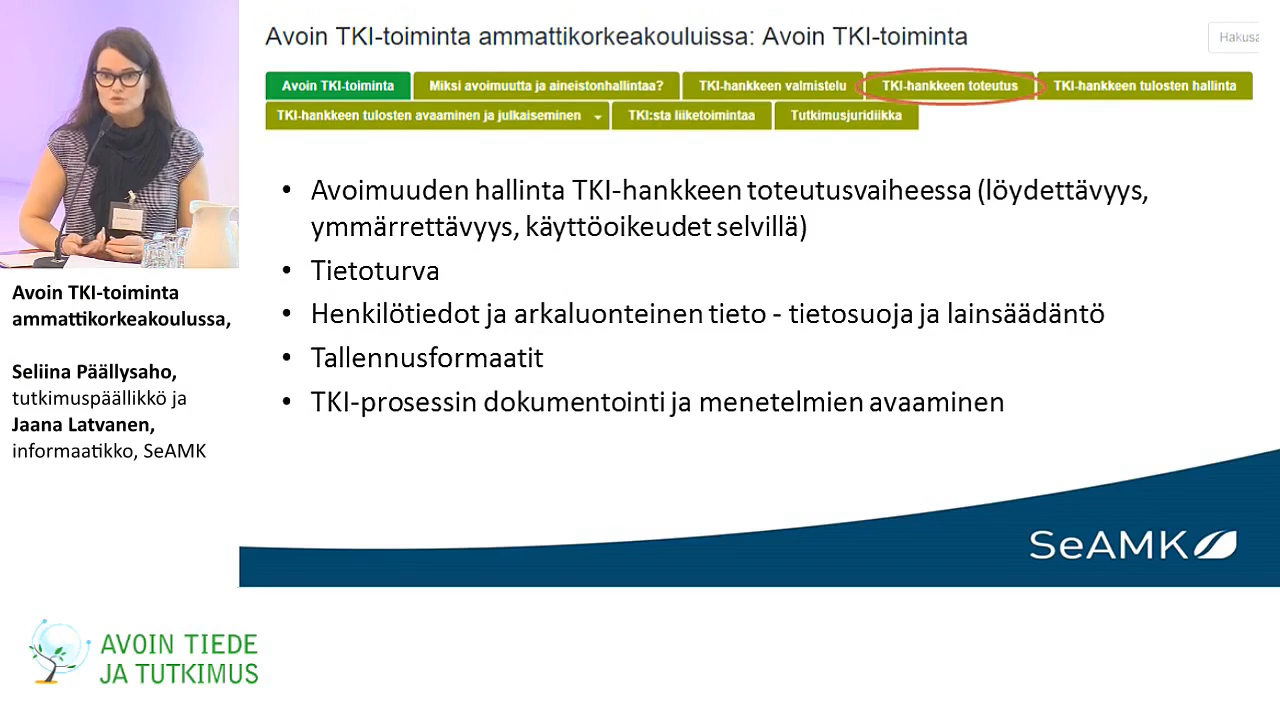 Avoin TKI-toiminta ammattikorkeakouluissa: Avoin TKI-toiminta
Hakusa
Avoin TKI-toiminta
Miksi avoimuutta ja aineistonhallintaa?
TKI-hankkeen valmistelu
TKI-hankkeen toteutus
TKI-hankkeen tulosten hallinta
TKI-hankkeen tulosten avaaminen ja julkaiseminen
TKI:sta liiketoimintaa
Tutkimusjuridiikka
• Avoimuuden hallinta TKI-hankkeen toteutusvaiheessa (löydettävyys,
ymmärrettävyys, käyttöoikeudet selvillä)
• Tietoturva
• Henkilötiedot ja arkaluonteinen tieto - tietosuoja ja lainsäädäntö
• Tallennusformaatit
• TKI-prosessin dokumentointi ja menetelmien avaaminen
SeAMK
Avoin TKI-toiminta
ammattikorkeakoulussa,
Seliina Päällysaho,
tutkimuspäällikkö ja
Jaana Latvanen,
informaatikko, SeAMK
AVOIN TIEDE
JA TUTKIMUS